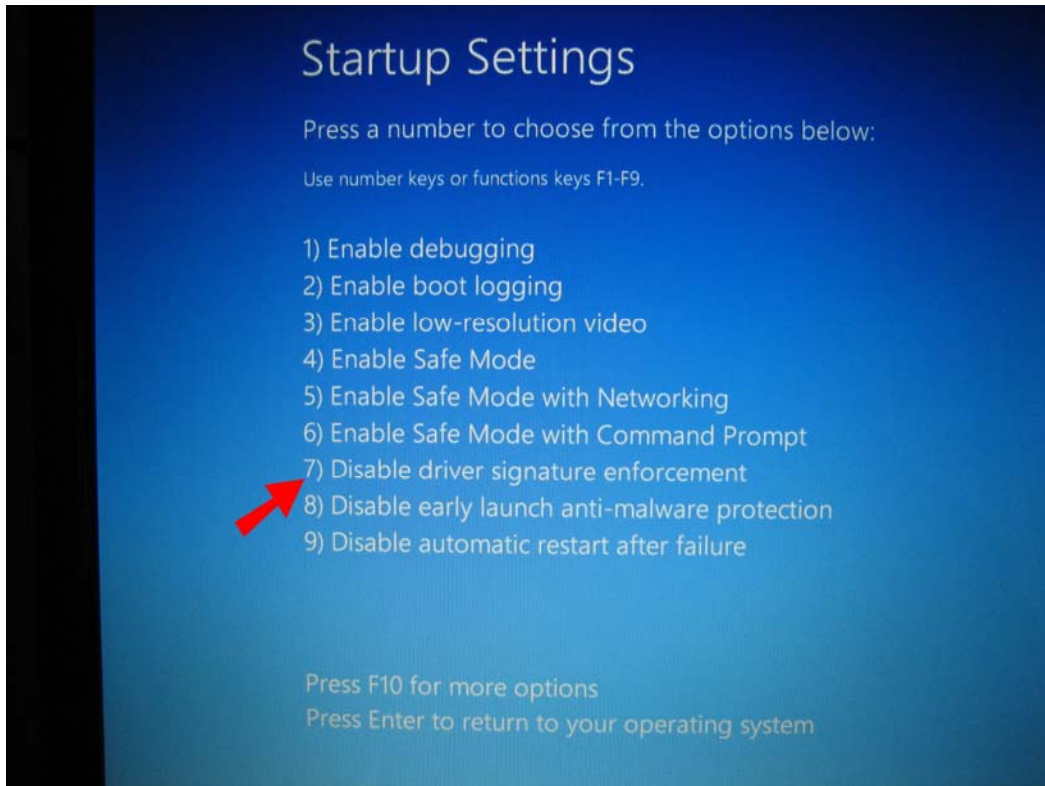 Startup Settings
Press a number to choose from the options below:
Use number keys or functions keys F1-F9.
1) Enable debugging
2) Enable boot logging
3) Enable low-resolution video
4) Enable Safe Mode
5) Enable Safe Mode with Networking
6) Enable Safe Mode with Command Prompt
7) Disable driver signature enforcement
8) Disable early launch anti-malware protection
9) Disable automatic restart after failure
Press F10 for more options
Press Enter to return to your operating system